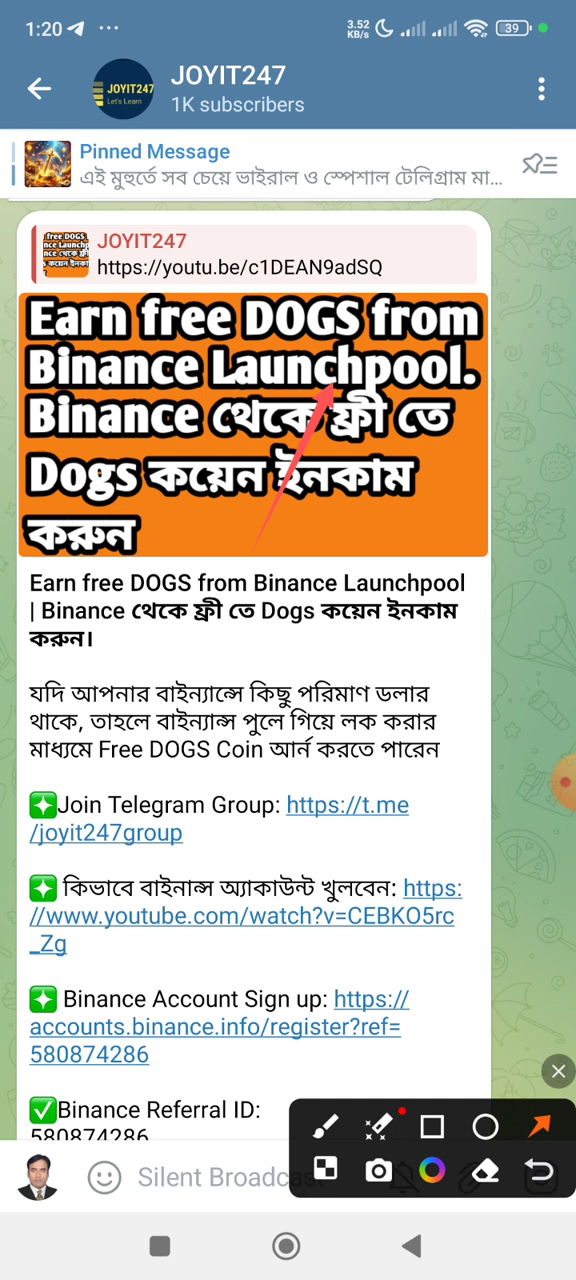 1:20
3.52 KB/s
39
JOYIT247
Let's Learn
JOYIT247
1K subscribers
Pinned Message
এই মুহুর্তে সব চেয়ে ভাইরাল ও স্পেশাল টেলিগ্রাম মা...
JOYIT247
https://youtu.be/c1DEAN9adSQ
Earn free DOGS from
Binance Launchpool.
Binance থেকে ফ্রী তে
Dogs কয়েন ইনকাম
করুন
Earn free DOGS from Binance Launchpool
| Binance থেকে ফ্রী তে Dogs কয়েন ইনকাম
করুন।
যদি আপনার বাইন্যান্সে কিছু পরিমাণ ডলার
থাকে, তাহলে বাইন্যান্স পুলে গিয়ে লক করার
মাধ্যমে Free DOGS Coin আর্ন করতে পারেন
Join Telegram Group: https://t.me
/joyit247group
কিভাবে বাইনান্স অ্যাকাউন্ট খুলবেন: https:
//www.youtube.com/watch?v=CEBKO5rc
_Zg
Binance Account Sign up: https://
accounts.binance.info/register?ref=
580874286
Binance Referral ID:
580874286
Silent Broadcast